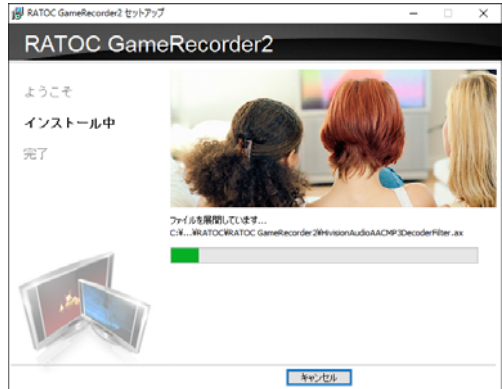 RATOC GameRecorder2 セットアップ
RATOC GameRecorder2
ようこそ
インストール中
完了
ファイルを展開しています...
C:¥...¥RATOC¥RATOC GameRecorder2¥HivisionAudioAACMP3DecoderFilter.ax
キャンセル